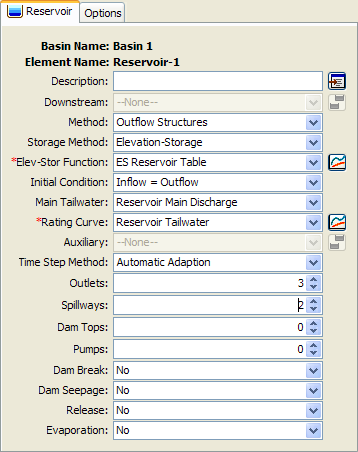 Reservoir Options
Basin Name: Basin 1
Element Name: Reservoir-1
Description:
Downstream: --None--
Method: Outflow Structures
Storage Method: Elevation-Storage
*Elev-Stor Function: ES Reservoir Table
Initial Condition: Inflow = Outflow
Main Tailwater: Reservoir Main Discharge
*Rating Curve: Reservoir Tailwater
Auxiliary: --None--
Time Step Method: Automatic Adaption
Outlets: 3
Spillways: 2
Dam Tops: 0
Pumps: 0
Dam Break: No
Dam Seepage: No
Release: No
Evaporation: No